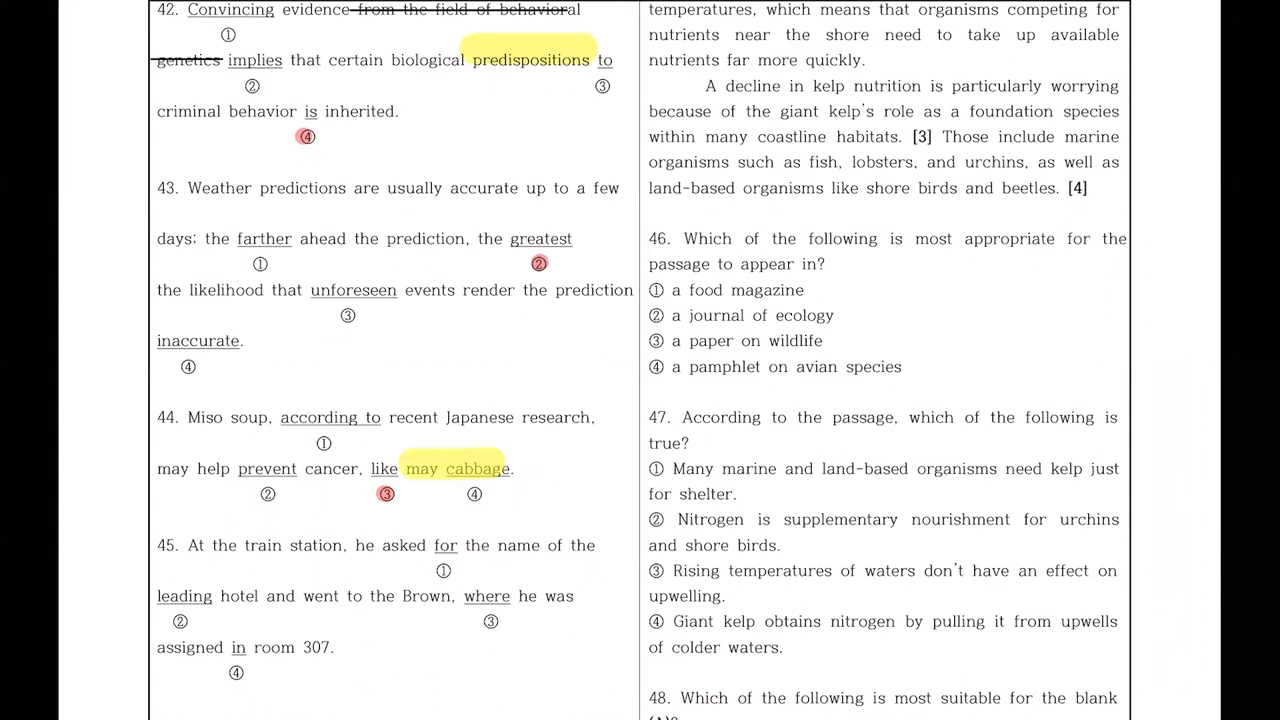 42. Convincing evidence from the field of behavioral
①
genetics implies that certain biological predispositions to
② ③
criminal behavior is inherited.
④
43. Weather predictions are usually accurate up to a few
days: the farther ahead the prediction, the greatest
① ②
the likelihood that unforeseen events render the prediction
③
inaccurate.
④
44. Miso soup, according to recent Japanese research,
①
may help prevent cancer, like may cabbage.
② ③ ④
45. At the train station, he asked for the name of the
①
leading hotel and went to the Brown, where he was
② ③
assigned in room 307.
④
temperatures, which means that organisms competing for
nutrients near the shore need to take up available
nutrients far more quickly.
A decline in kelp nutrition is particularly worrying
because of the giant kelp's role as a foundation species
within many coastline habitats. [3] Those include marine
organisms such as fish, lobsters, and urchins, as well as
land-based organisms like shore birds and beetles. [4]
46. Which of the following is most appropriate for the
passage to appear in?
① a food magazine
② a journal of ecology
③ a paper on wildlife
④ a pamphlet on avian species
47. According to the passage, which of the following is
true?
① Many marine and land-based organisms need kelp just
for shelter.
② Nitrogen is supplementary nourishment for urchins
and shore birds.
③ Rising temperatures of waters don't have an effect on
upwelling.
④ Giant kelp obtains nitrogen by pulling it from upwells
of colder waters.
48. Which of the following is most suitable for the blank